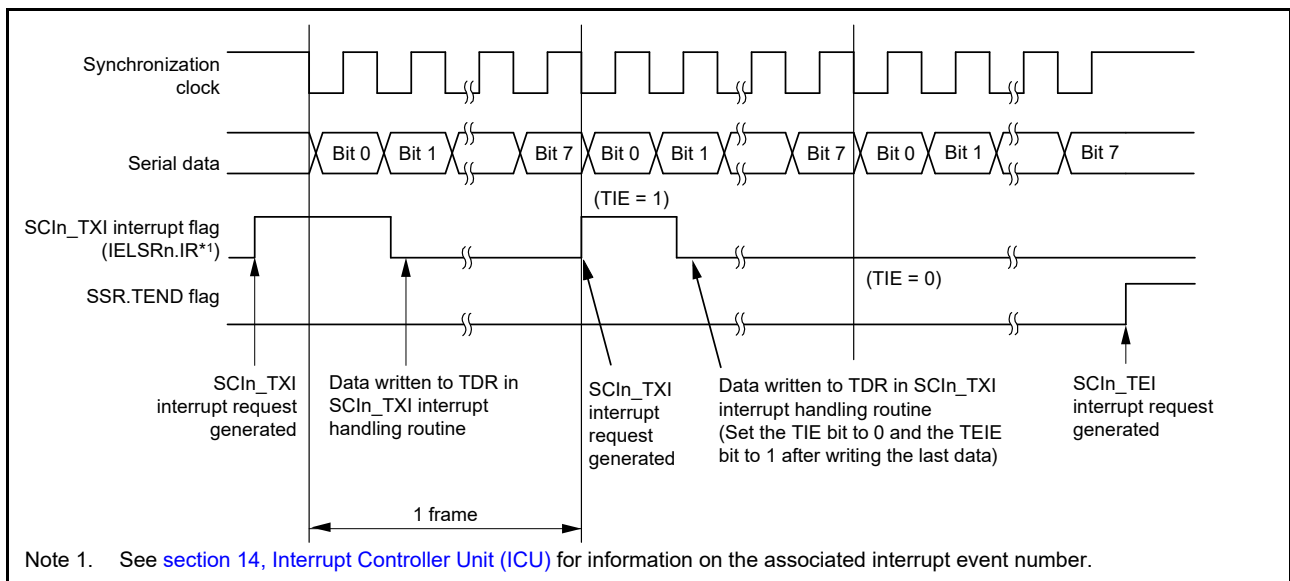 Synchronization
clock
Serial data
Bit 0 Bit 1 Bit 7 Bit 0 Bit 1 Bit 7 Bit 0 Bit 1 Bit 7
(TIE = 1)
SCIn_TXI interrupt flag
(IELSRn.IR*1)
(TIE = 0)
SSR.TEND flag
SCIn_TXI
interrupt request
generated
Data written to TDR in
SCIn_TXI interrupt
handling routine
SCIn_TXI
interrupt
request
generated
Data written to TDR in SCIn_TXI
interrupt handling routine
(Set the TIE bit to 0 and the TEIE
bit to 1 after writing the last data)
SCIn_TEI
interrupt request
generated
1 frame
Note 1. See section 14, Interrupt Controller Unit (ICU) for information on the associated interrupt event number.